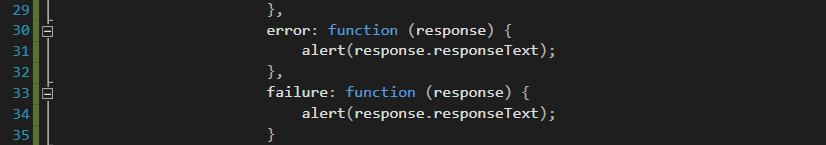 29 },
30 error: function (response) {
31 alert(response.responseText);
32 },
33 failure: function (response) {
34 alert(response.responseText);
35 }